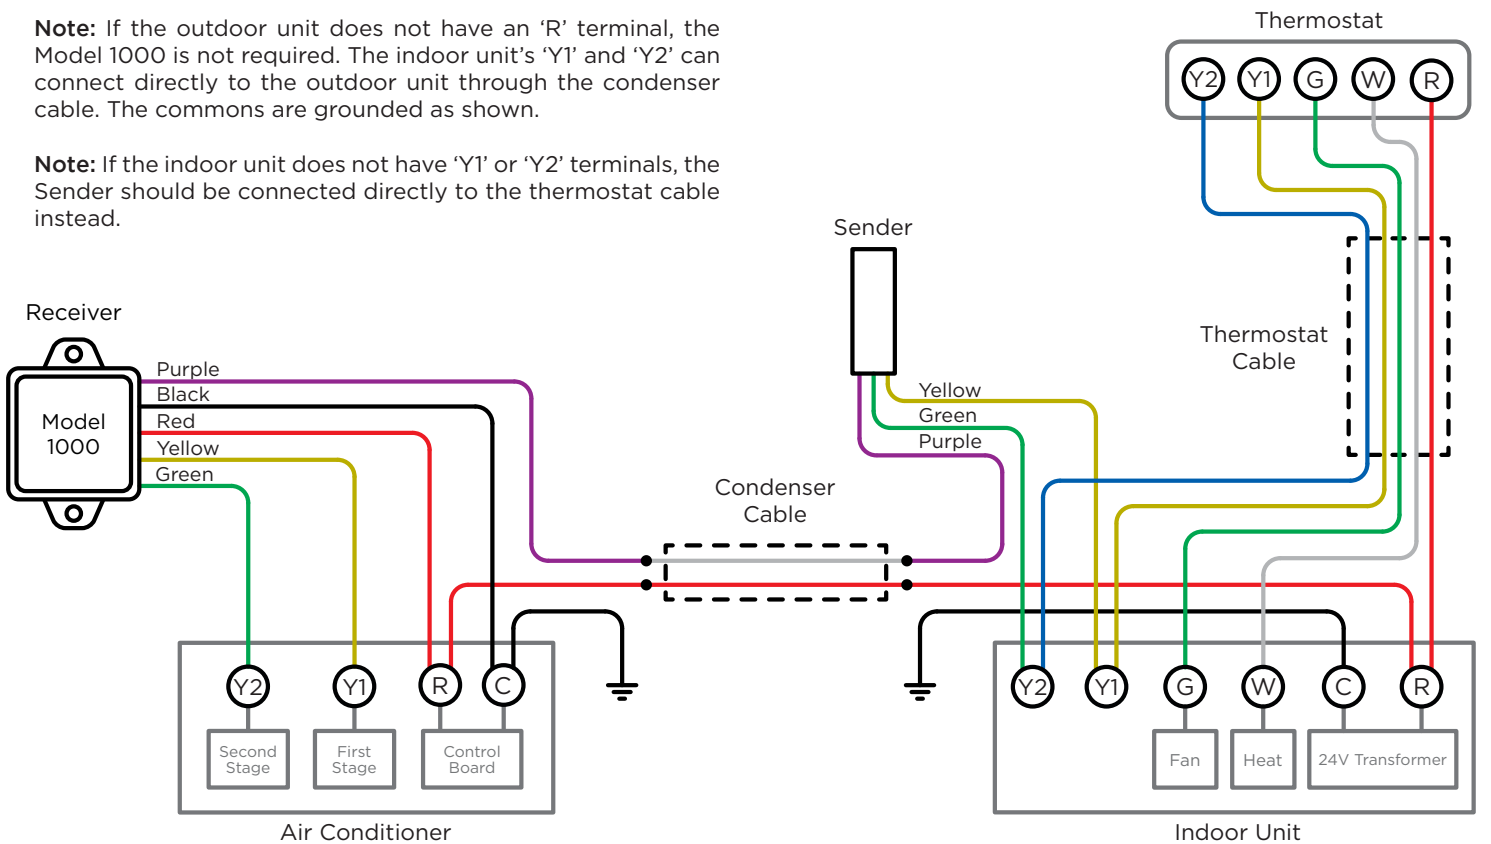 Note: If the outdoor unit does not have an ‘R’ terminal, the
Model 1000 is not required. The indoor unit’s ‘Y1’ and ‘Y2’ can
connect directly to the outdoor unit through the condenser
cable. The commons are grounded as shown.
Note: If the indoor unit does not have ‘Y1’ or ‘Y2’ terminals, the
Sender should be connected directly to the thermostat cable
instead.
Thermostat
Y2 Y1 G W R
Thermostat
Cable
Sender
Yellow
Green
Purple
Receiver
Model
1000
Purple
Black
Red
Yellow
Green
Condenser
Cable
Y2 Y1 R C
Second
Stage
First
Stage
Control
Board
Air Conditioner
Y2 Y1 G W C R
Fan
Heat
24V Transformer
Indoor Unit